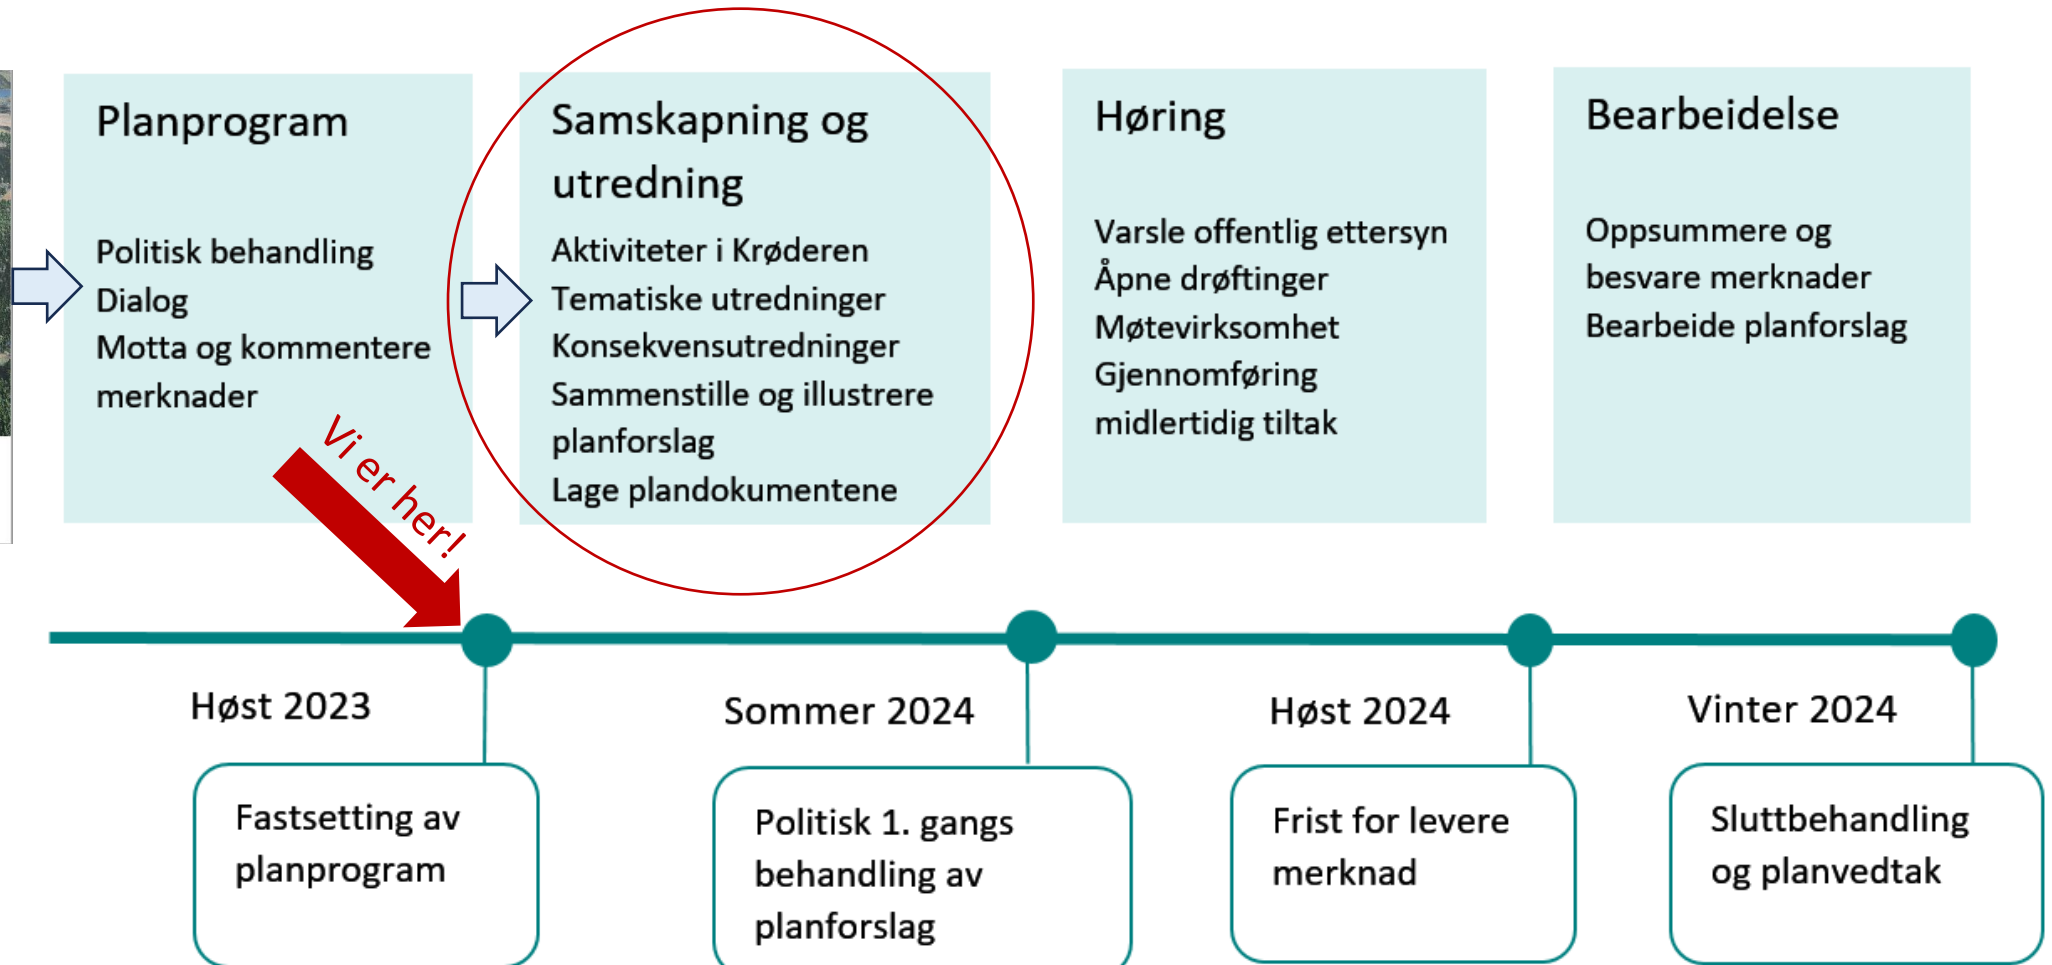 Planprogram
Politisk behandling
Dialog
Motta og kommentere
merknader
Samskapning og
utredning
Aktiviteter i Krøderen
Tematiske utredninger
Konsekvensutredninger
Sammenstille og illustrere
planforslag
Lage plandokumentene
Høring
Varsle offentlig ettersyn
Åpne drøftinger
Møtevirksomhet
Gjennomføring
midlertidig tiltak
Bearbeidelse
Oppsummere og
besvare merknader
Bearbeide planforslag
Vi er her!
Høst 2023
Fastsetting av
planprogram
Sommer 2024
Politisk 1. gangs
behandling av
planforslag
Høst 2024
Frist for levere
merknad
Vinter 2024
Sluttbehandling
og planvedtak